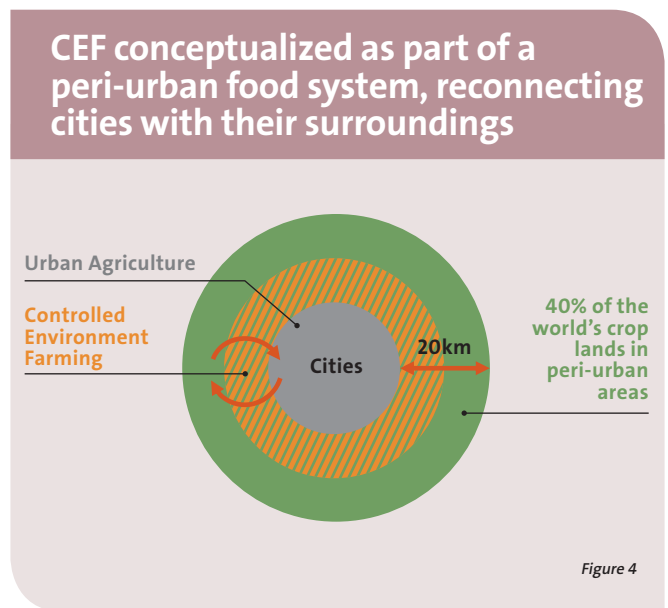 CEF conceptualized as part of a
peri-urban food system, reconnecting
cities with their surroundings
Urban Agriculture
Controlled
Environment
Farming
Cities
20km
40% of the
world's crop
lands in
peri-urban
areas
Figure 4